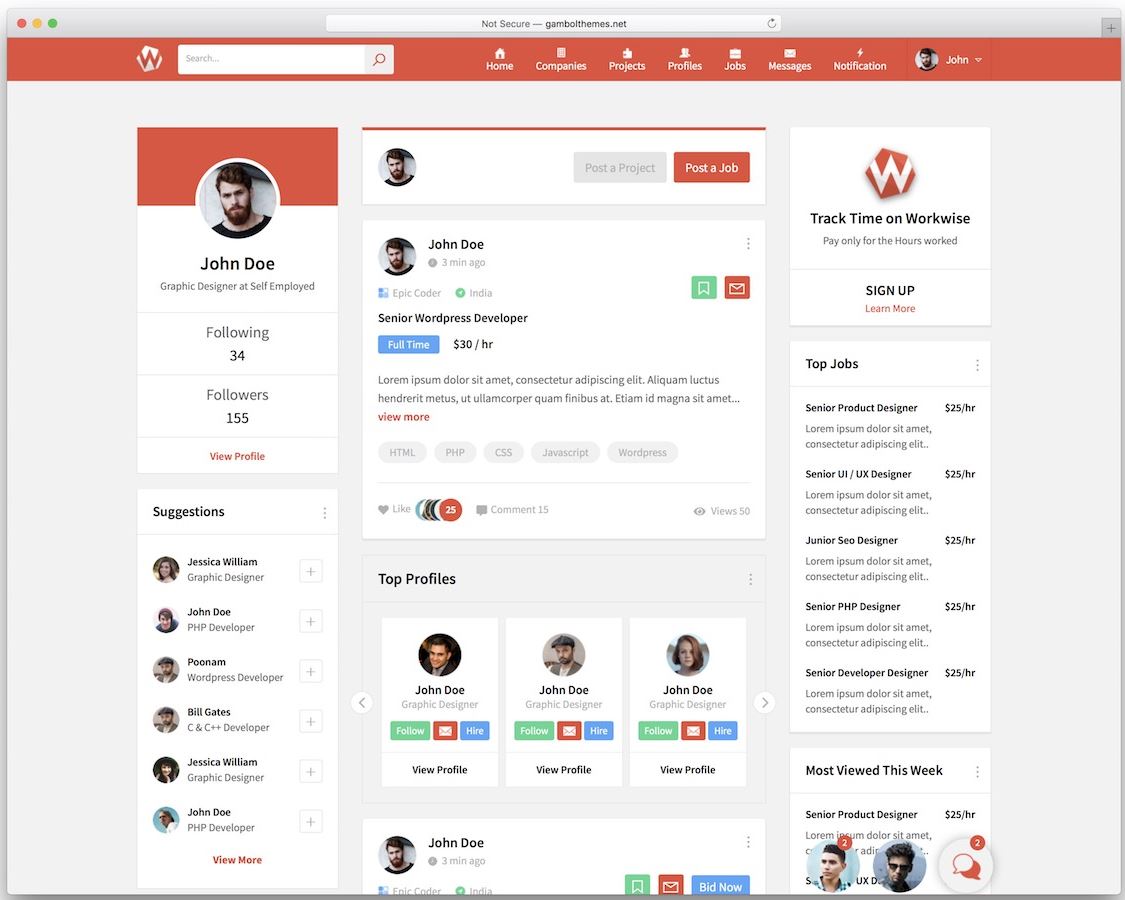 Not Secure — gambolthemes.net
Search...
Home
Companies
Projects
Profiles
Jobs
Messages
Notification
John
John Doe
Graphic Designer at Self Employed
Following
34
Followers
155
View Profile
Suggestions
Jessica William
Graphic Designer
John Doe
PHP Developer
Poonam
Wordpress Developer
Bill Gates
C & C++ Developer
Jessica William
Graphic Designer
John Doe
PHP Developer
View More
Post a Project
Post a Job
John Doe
3 min ago
Epic Coder
India
Senior Wordpress Developer
Full Time
$30 / hr
Lorem ipsum dolor sit amet, consectetur adipiscing elit. Aliquam luctus
hendrerit metus, ut ullamcorper quam finibus at. Etiam id magna sit amet...
view more
HTML
PHP
CSS
Javascript
Wordpress
Like
25
Comment 15
Views 50
Top Profiles
John Doe
Graphic Designer
Follow
Hire
View Profile
John Doe
Graphic Designer
Follow
Hire
View Profile
John Doe
Graphic Designer
Follow
Hire
View Profile
John Doe
3 min ago
Epic Coder
India
Bid Now
W
Track Time on Workwise
Pay only for the Hours worked
SIGN UP
Learn More
Top Jobs
Senior Product Designer
$25/hr
Lorem ipsum dolor sit amet,
consectetur adipiscing elit..
Senior UI / UX Designer
$25/hr
Lorem ipsum dolor sit amet,
consectetur adipiscing elit..
Junior Seo Designer
$25/hr
Lorem ipsum dolor sit amet,
consectetur adipiscing elit..
Senior PHP Designer
$25/hr
Lorem ipsum dolor sit amet,
consectetur adipiscing elit..
Senior Developer Designer
$25/hr
Lorem ipsum dolor sit amet,
consectetur adipiscing elit..
Most Viewed This Week
Senior Product Designer
$25/hr
Lorem ipsum dolor sit amet,
2
2
UX